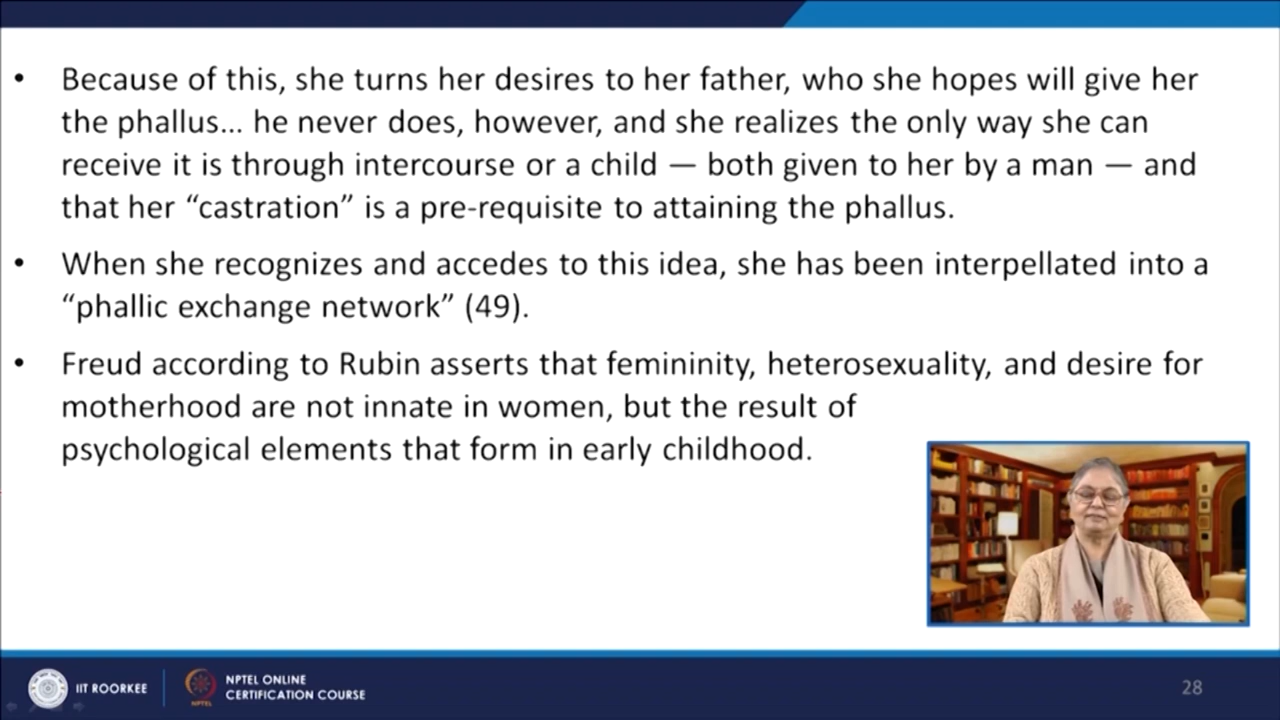 • Because of this, she turns her desires to her father, who she hopes will give her
the phallus... he never does, however, and she realizes the only way she can
receive it is through intercourse or a child — both given to her by a man — and
that her “castration” is a pre-requisite to attaining the phallus.
• When she recognizes and accedes to this idea, she has been interpellated into a
“phallic exchange network” (49).
• Freud according to Rubin asserts that femininity, heterosexuality, and desire for
motherhood are not innate in women, but the result of
psychological elements that form in early childhood.
IIT ROORKEE
NPTEL
NPTEL ONLINE
CERTIFICATION COURSE
28